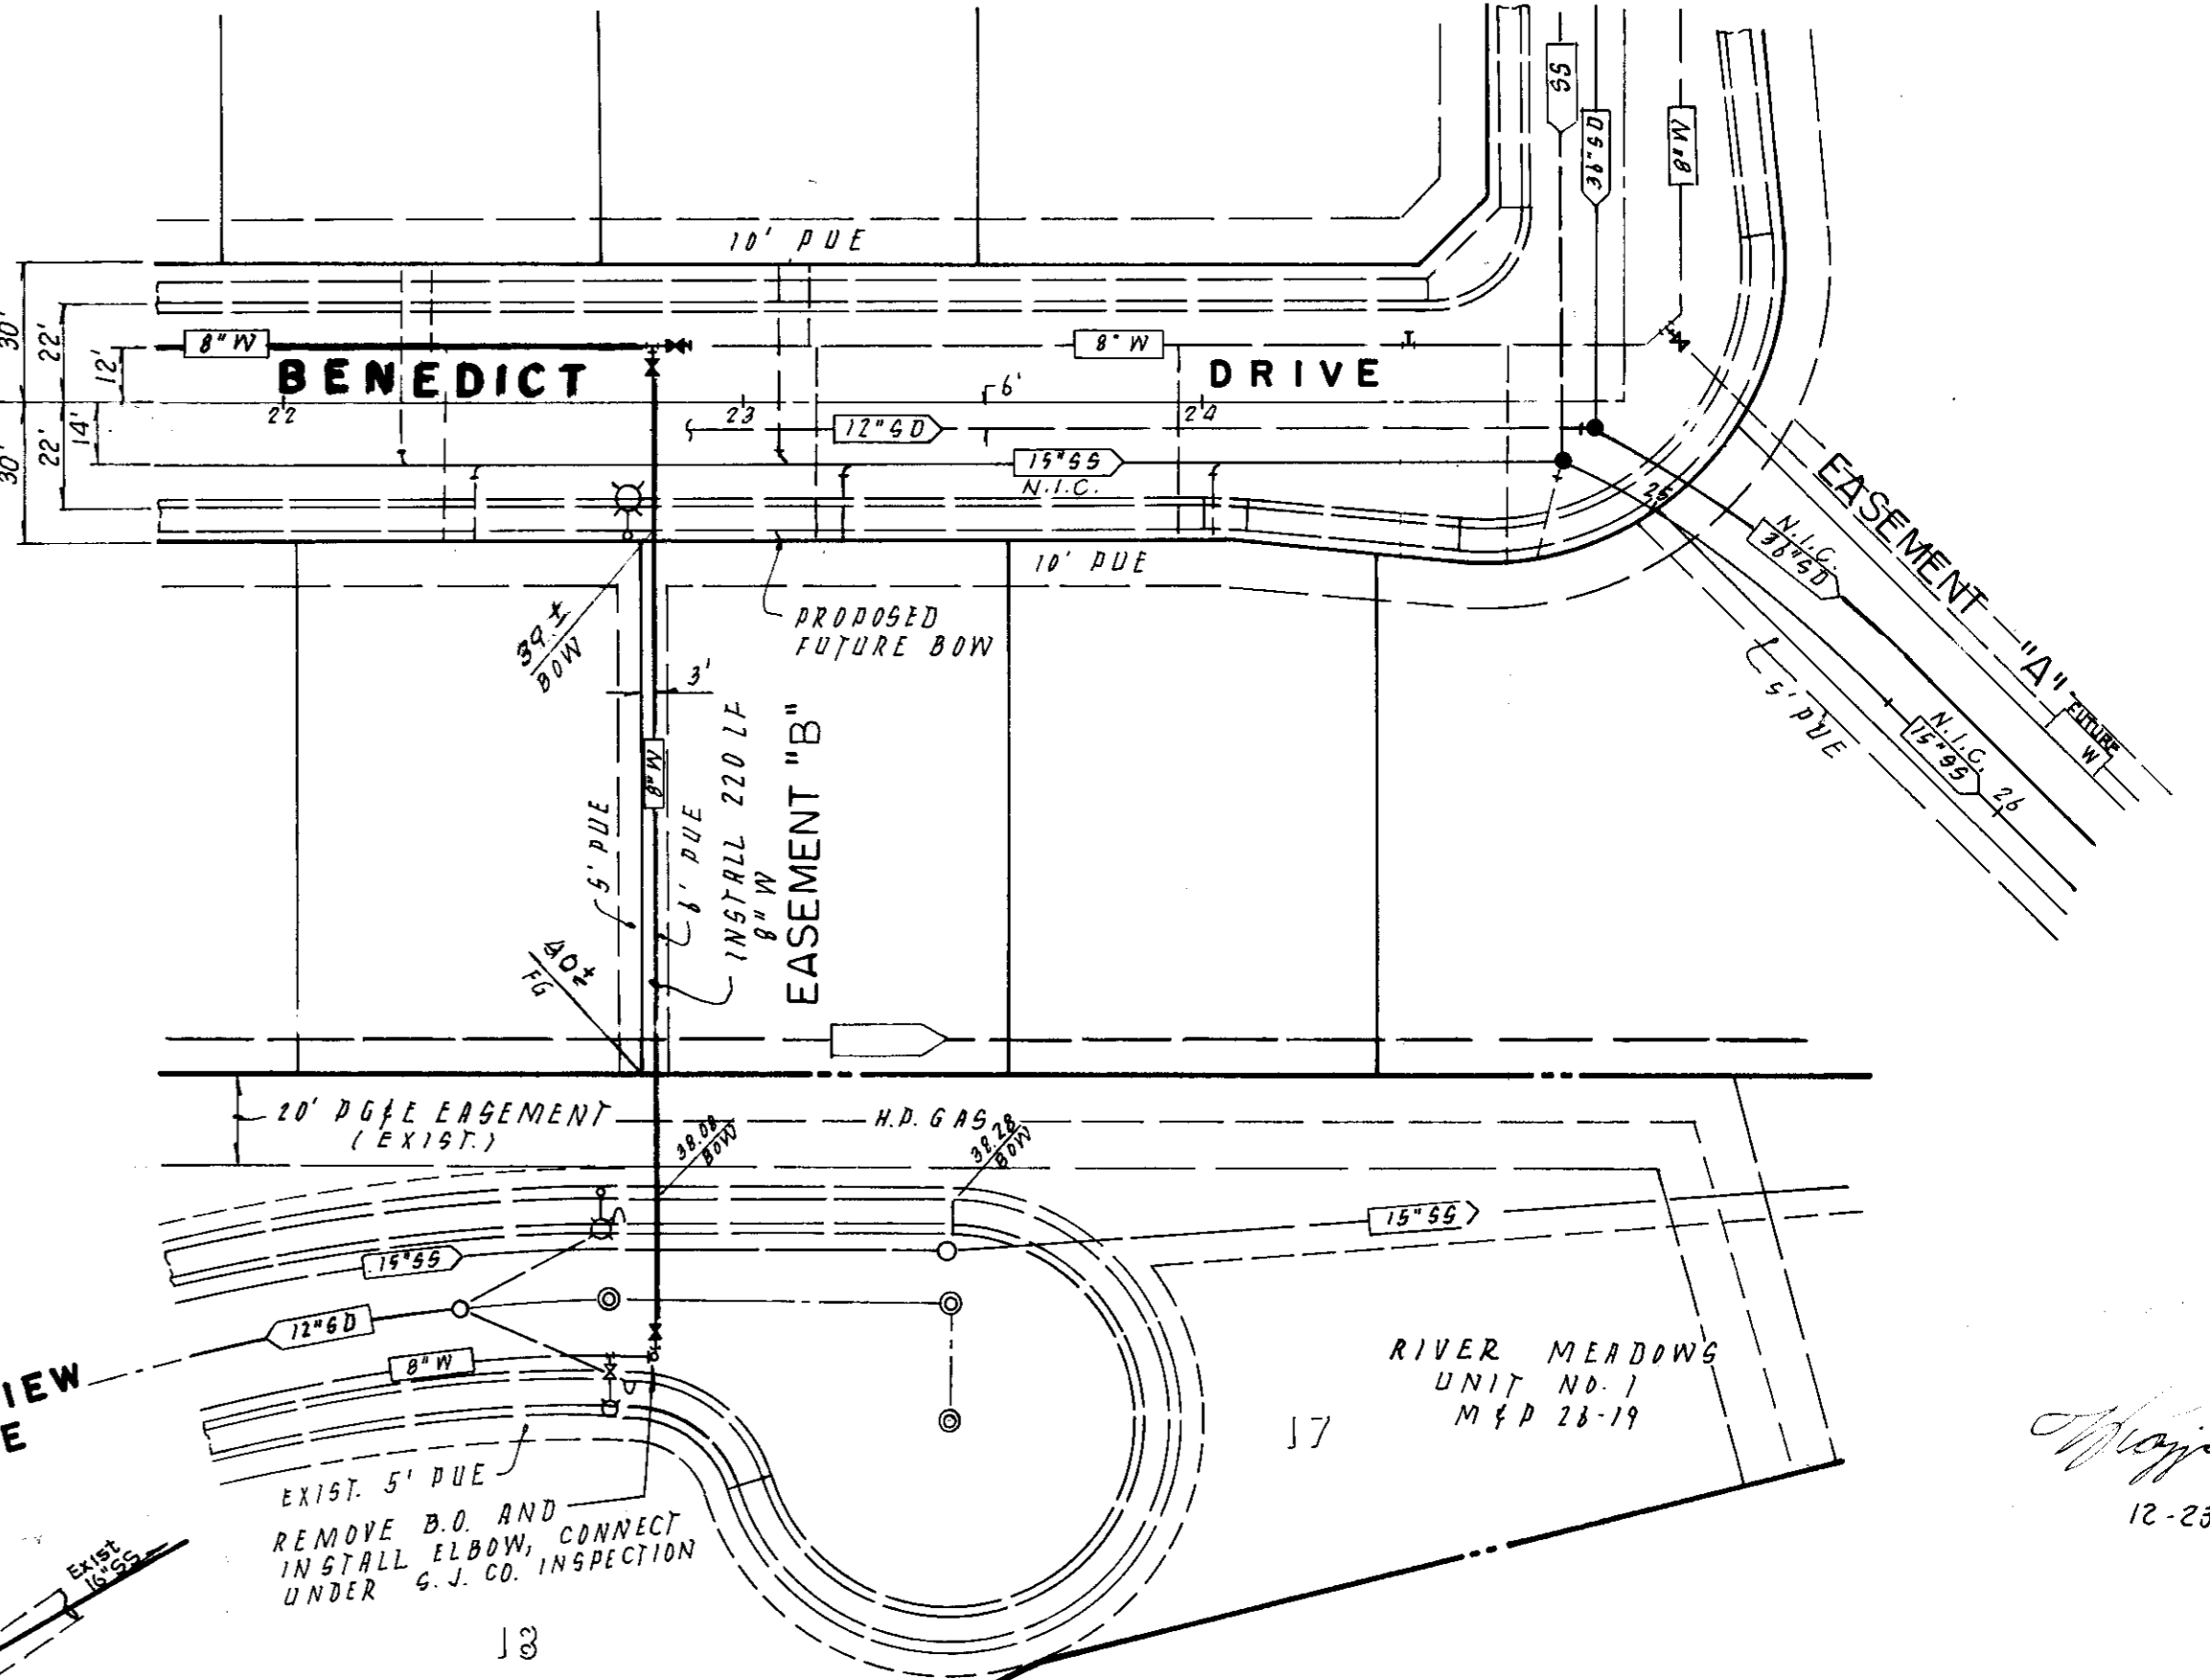 SS
36"SD
8"W
10' PUE
30'
22'
12'
8" W
8" W
BENEDICT DRIVE
22
23
24
6'
30'
22'
14'
12"SD
15"SS
N.I.C.
25
EASEMENT "A"
N.I.C.
36"SD
10' PUE
PROPOSED
FUTURE BOW
39.±
BOW
3'
5' PUE
FUTURE
W
N.I.C.
15"SS
26
8"W
INSTALL 220 LF
8" W
EASEMENT "B"
5' PUE
6' PUE
40±
FG
20' PG&E EASEMENT
(EXIST.)
H.P. GAS
38.08
BOW
38.28
BOW
15"SS
15"SS
12"SD
8" W
IEW
E
RIVER MEADOWS
UNIT NO. 1
M & P 26-19
17
EXIST. 5' PUE
REMOVE B.O. AND
INSTALL ELBOW, CONNECT
UNDER S.J. CO. INSPECTION
Exist
16"SS
18
12-23